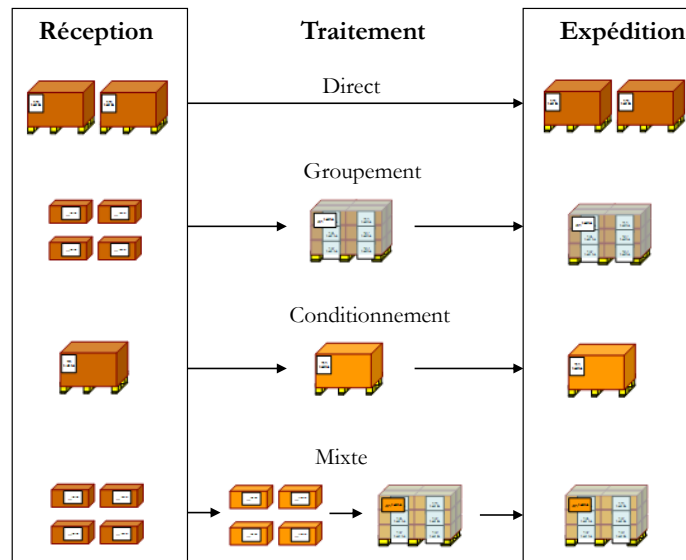 Réception
Traitement
Expédition
Direct
Groupement
Conditionnement
Mixte